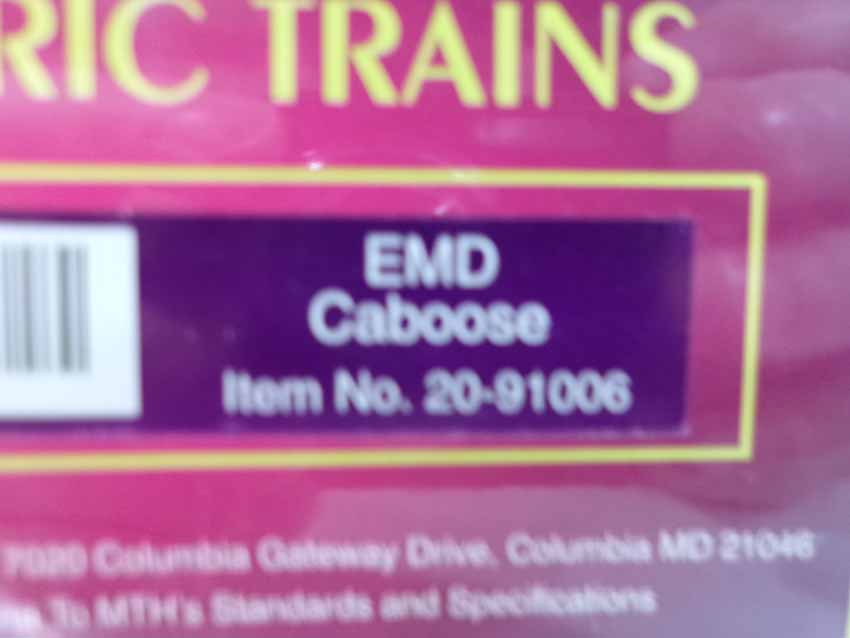 RIC TRAINS
EMD
Caboose
Item No. 20-91006
7020 Columbia Gateway Drive, Columbia MD 21046
To MTH's Standards and Specifications